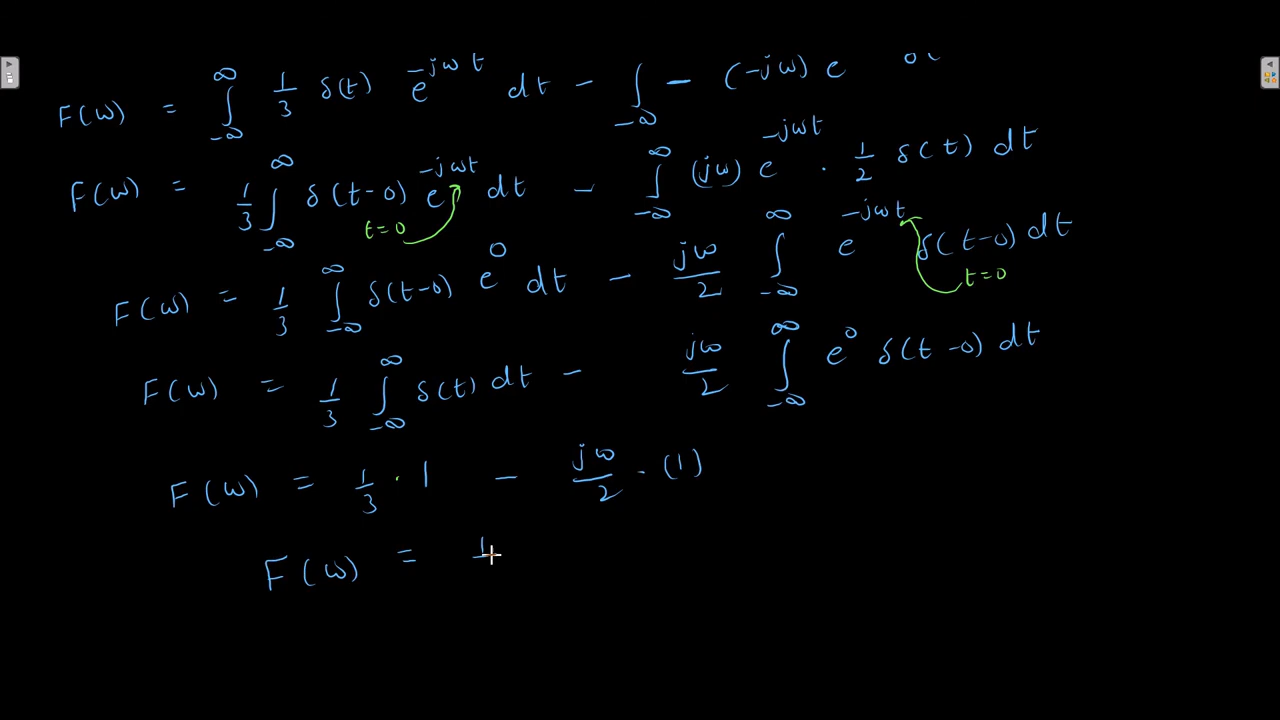 F(ω) = ∫_{-∞}^{∞} 1/3 δ(t) e^{-jωt} dt - ∫_{-∞} - (-jω) e
F(ω) = 1/3 ∫_{-∞}^{∞} δ(t-0) e^{-jωt} dt - ∫_{-∞}^{∞} (jω) e^{-jωt} · 1/2 δ(t) dt
t=0
F(ω) = 1/3 ∫_{-∞}^{∞} δ(t-0) e^0 dt - jω/2 ∫_{-∞}^{∞} e^{-jωt} δ(t-0) dt
t=0
F(ω) = 1/3 ∫_{-∞}^{∞} δ(t) dt - jω/2 ∫_{-∞}^{∞} e^0 δ(t-0) dt
F(ω) = 1/3 · 1 - jω/2 · (1)
F(ω) =